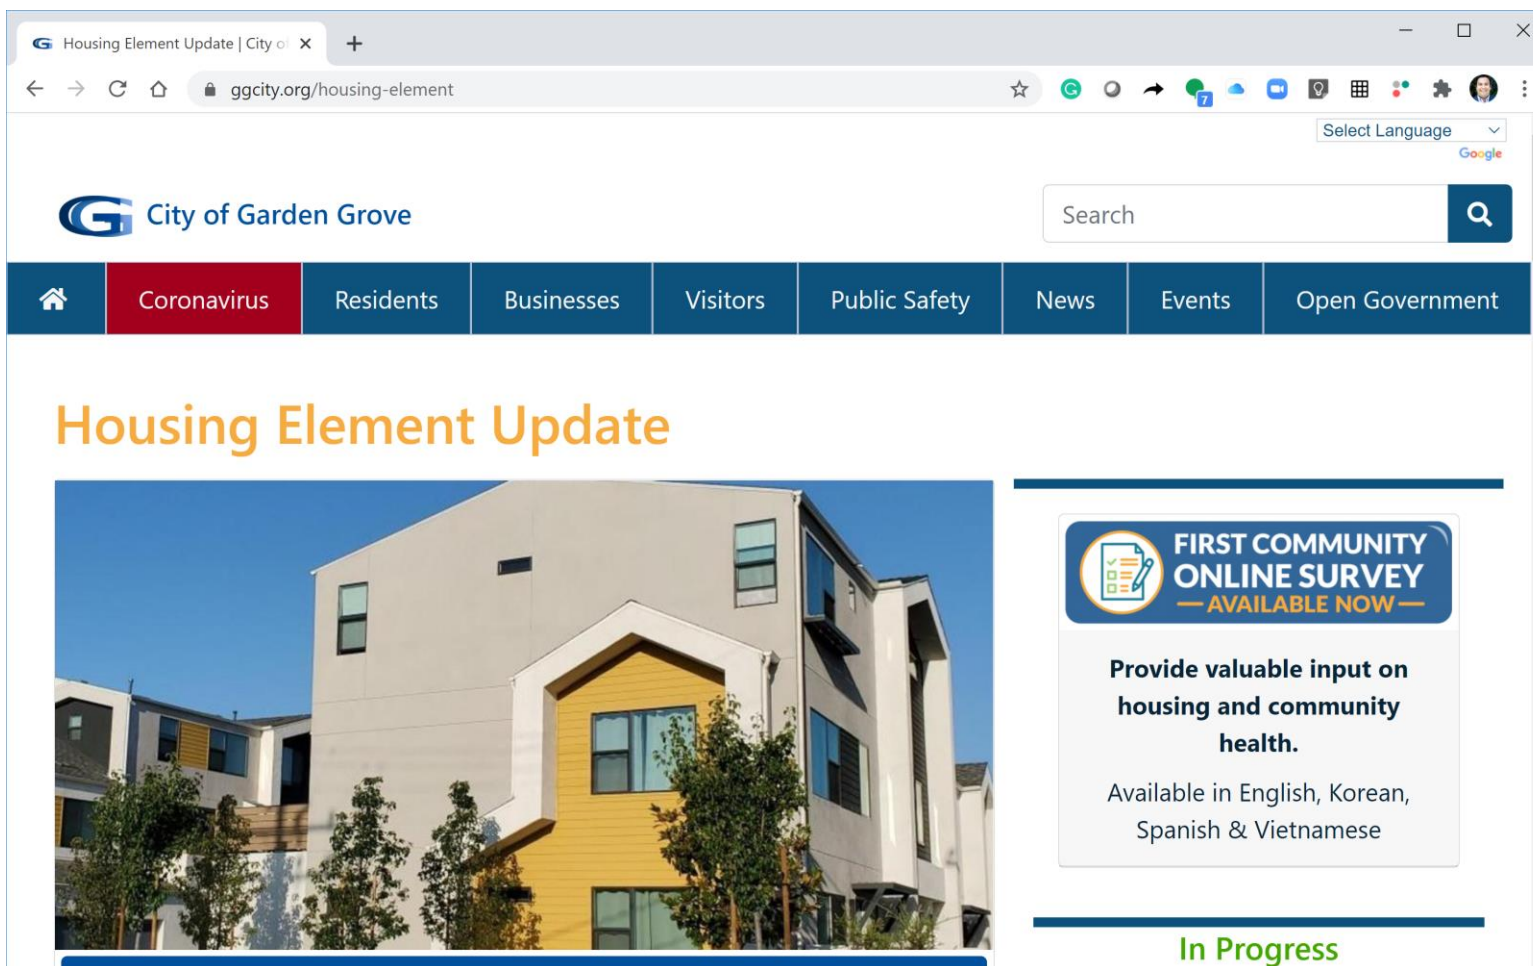 Housing Element Update | City of
ggcity.org/housing-element
7
Select Language
Google
City of Garden Grove
Search
Coronavirus
Residents
Businesses
Visitors
Public Safety
News
Events
Open Government
Housing Element Update
FIRST COMMUNITY
ONLINE SURVEY
AVAILABLE NOW
Provide valuable input on
housing and community
health.
Available in English, Korean,
Spanish & Vietnamese
In Progress